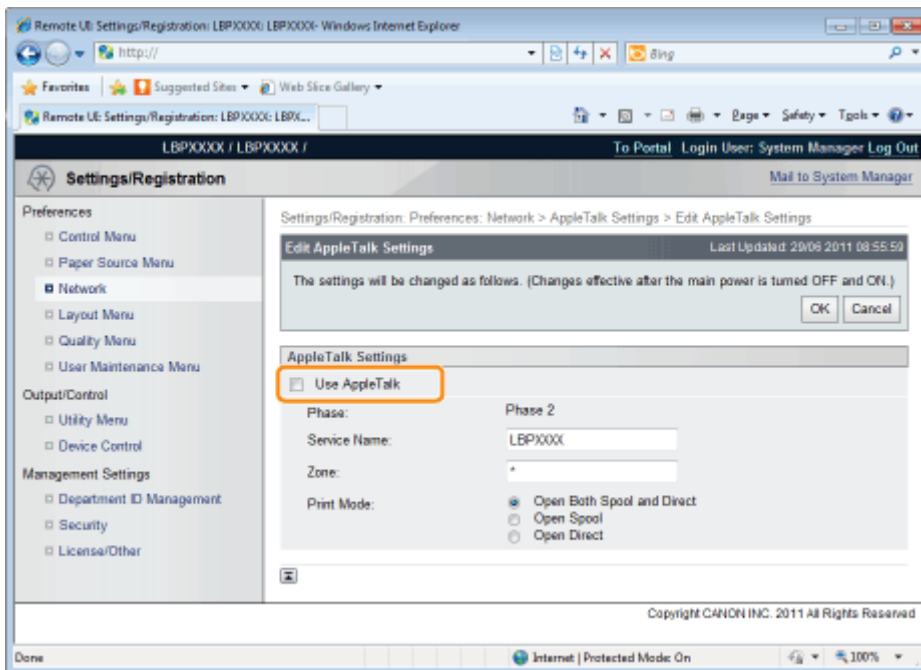 Remote UI: Settings/Registration: LBPXXXX: LBPXXXX- Windows Internet Explorer
http://
Bing
Favorites Suggested Sites Web Slice Gallery
Remote UI: Settings/Registration: LBPXXXX: LBPX...
Page Safety Tools
LBPXXXX / LBPXXXX /
To Portal Login User: System Manager Log Out
Settings/Registration
Mail to System Manager
Preferences
Control Menu
Paper Source Menu
Network
Layout Menu
Quality Menu
User Maintenance Menu
Output/Control
Utility Menu
Device Control
Management Settings
Department ID Management
Security
License/Other
Settings/Registration: Preferences: Network > AppleTalk Settings > Edit AppleTalk Settings
Edit AppleTalk Settings Last Updated: 29/06 2011 08:55:59
The settings will be changed as follows. (Changes effective after the main power is turned OFF and ON.)
OK Cancel
AppleTalk Settings
Use AppleTalk
Phase: Phase 2
Service Name: LBPXXXX
Zone: *
Print Mode: Open Both Spool and Direct
Open Spool
Open Direct
Copyright CANON INC. 2011 All Rights Reserved
Done Internet | Protected Mode: On 100%